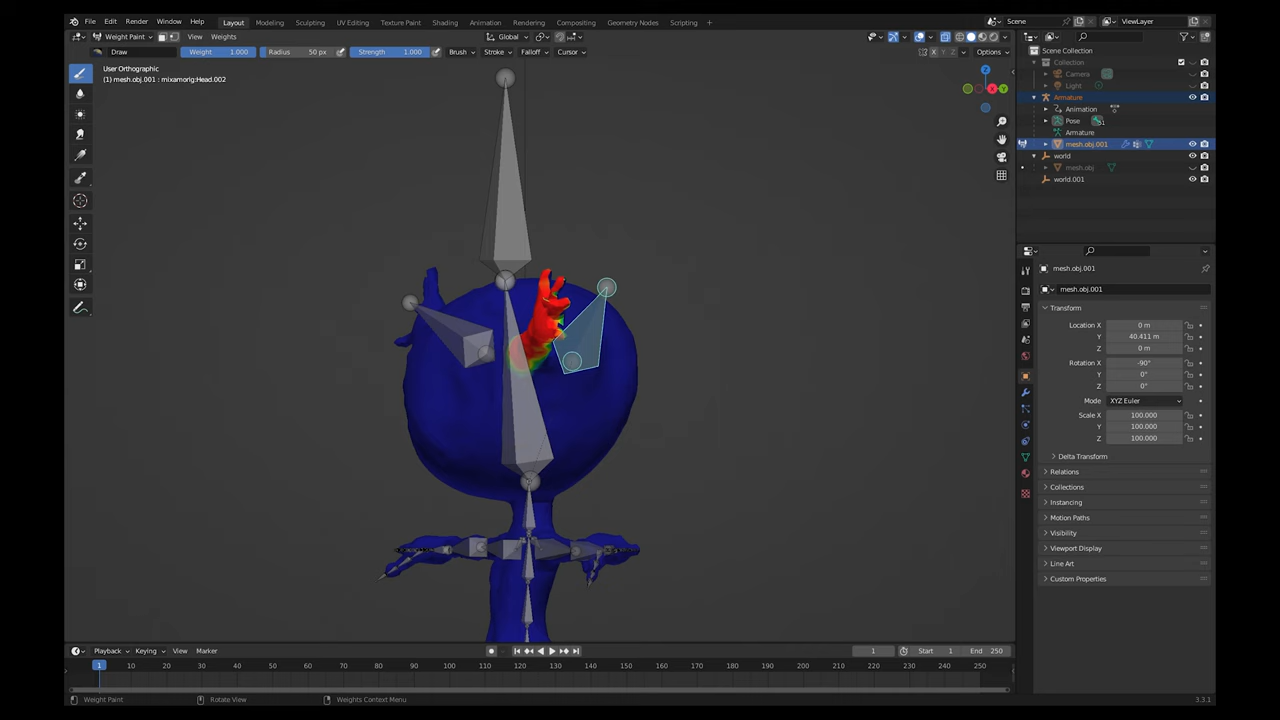 File Edit Render Window Help Layout Modeling Sculpting UV Editing Texture Paint Shading Animation Rendering Compositing Geometry Nodes Scripting + Scene ViewLayer
Weight Paint View Weights Global
Draw Weight 1.000 Radius 50 px Strength 1.000 Brush Stroke Falloff Cursor X Y Z Options
User Orthographic
(1) mesh.obj.001 : mixamorig:Head.002
Z
X Y
Scene Collection
Collection
Camera
Light
Armature
Animation
Pose
Armature
mesh.obj.001
world
mesh.obj
world.001
mesh.obj.001
mesh.obj.001
Transform
Location X 0 m
Y 40.411 m
Z 0 m
Rotation X -90°
Y 0°
Z 0°
Mode XYZ Euler
Scale X 100.000
Y 100.000
Z 100.000
Delta Transform
Relations
Collections
Instancing
Motion Paths
Visibility
Viewport Display
Line Art
Custom Properties
Playback Keying View Marker 1 Start 1 End 250
1 10 20 30 40 50 60 70 80 90 100 110 120 130 140 150 160 170 180 190 200 210 220 230 240 250
Weight Paint Rotate View Weights Context Menu 3.3.1